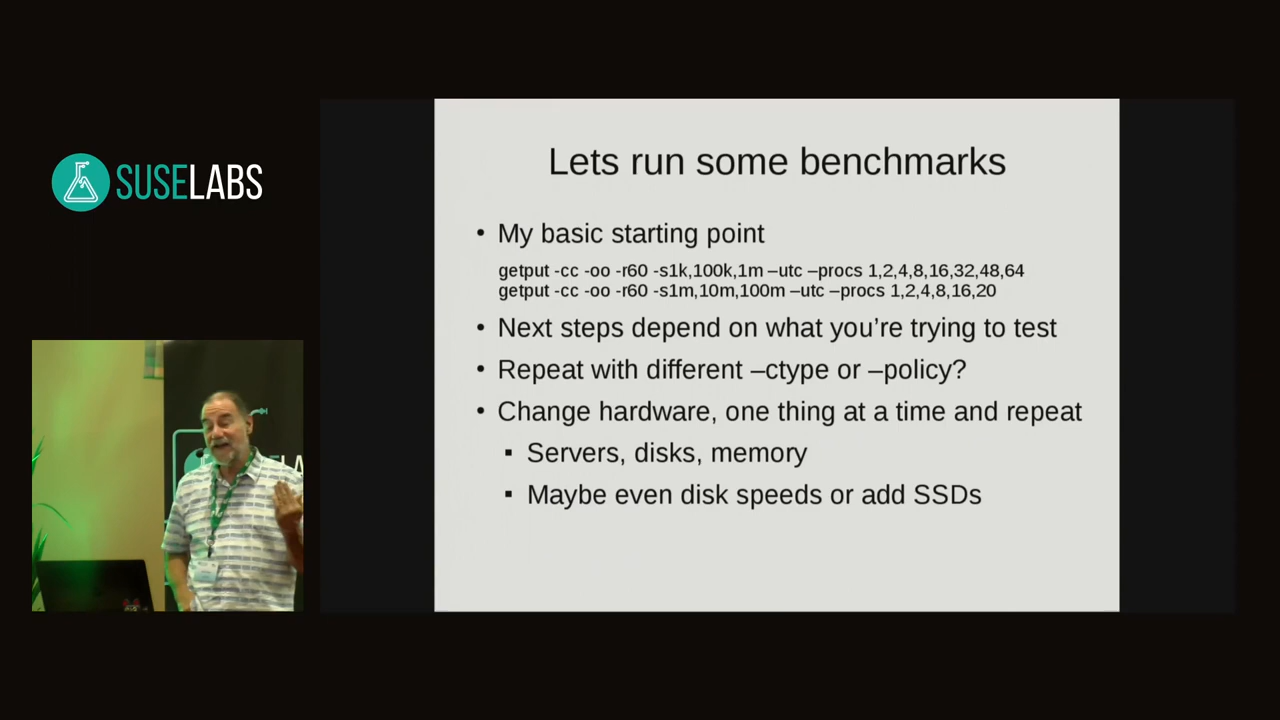 SUSELABS
Lets run some benchmarks
• My basic starting point
getput -cc -oo -r60 -s1k,100k,1m –utc –procs 1,2,4,8,16,32,48,64
getput -cc -oo -r60 -s1m,10m,100m –utc –procs 1,2,4,8,16,20
• Next steps depend on what you’re trying to test
• Repeat with different –ctype or –policy?
• Change hardware, one thing at a time and repeat
▪ Servers, disks, memory
▪ Maybe even disk speeds or add SSDs
LA